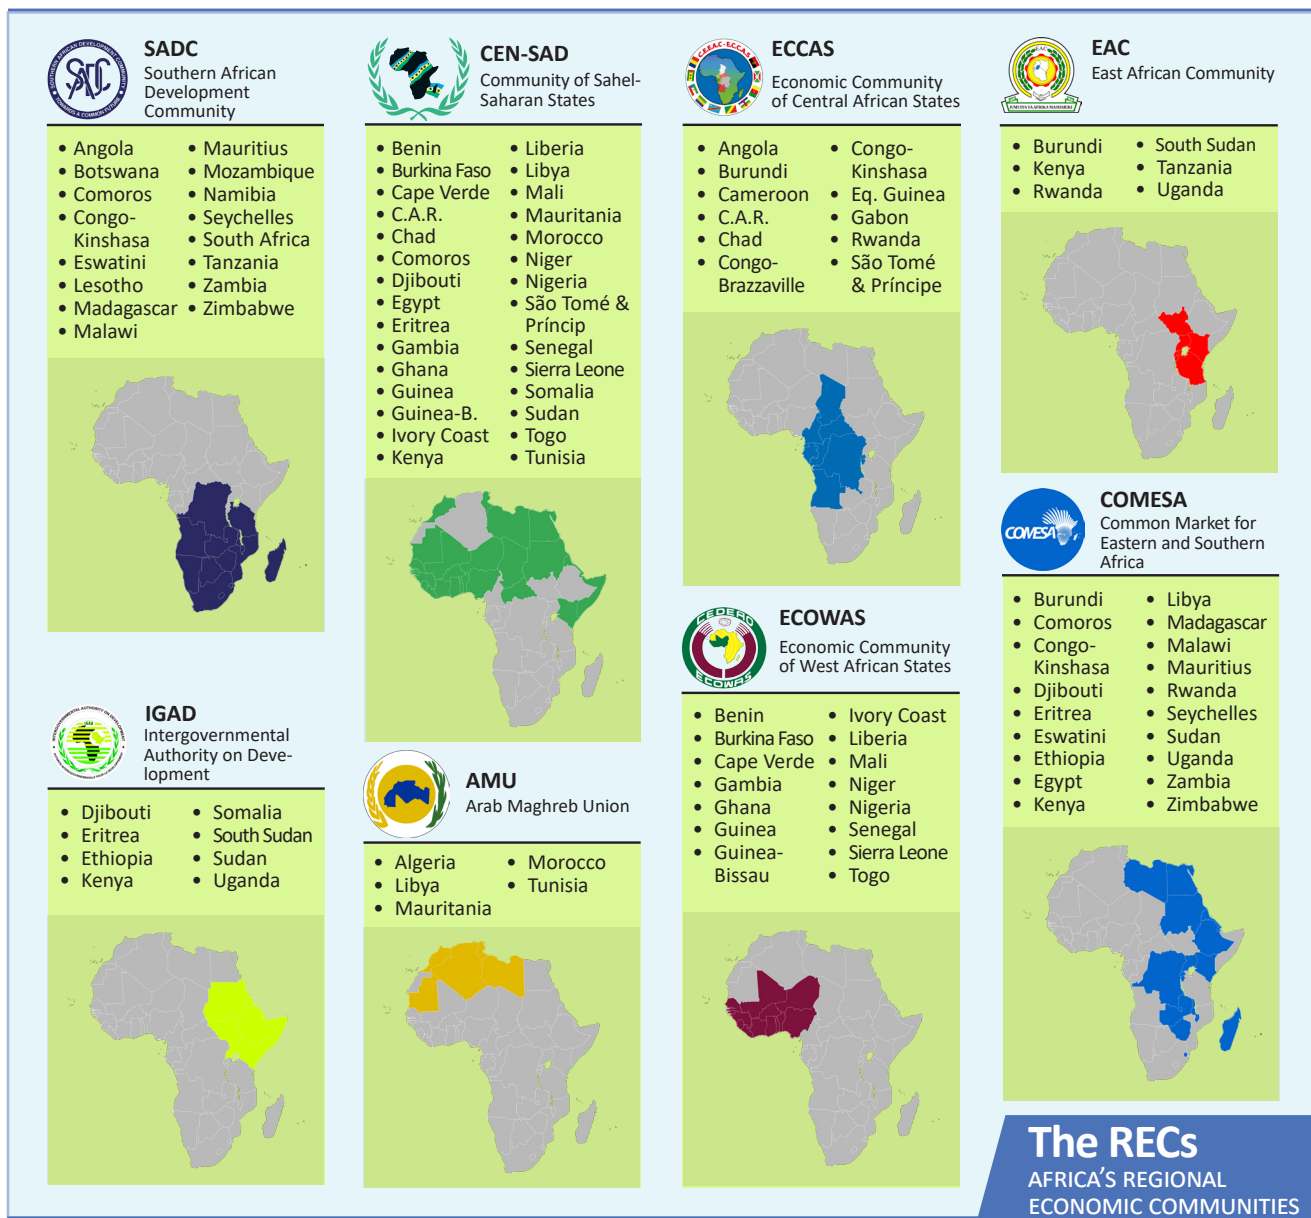 SADC
Southern African
Development
Community
• Angola
• Botswana
• Comoros
• Congo-
Kinshasa
• Eswatini
• Lesotho
• Madagascar
• Malawi
• Mauritius
• Mozambique
• Namibia
• Seychelles
• South Africa
• Tanzania
• Zambia
• Zimbabwe
IGAD
Intergovernmental
Authority on Deve-
lopment
• Djibouti
• Eritrea
• Ethiopia
• Kenya
• Somalia
• South Sudan
• Sudan
• Uganda
CEN-SAD
Community of Sahel-
Saharan States
• Benin
• Burkina Faso
• Cape Verde
• C.A.R.
• Chad
• Comoros
• Djibouti
• Egypt
• Eritrea
• Gambia
• Ghana
• Guinea
• Guinea-B.
• Ivory Coast
• Kenya
• Liberia
• Libya
• Mali
• Mauritania
• Morocco
• Niger
• Nigeria
• São Tomé &
Príncip
• Senegal
• Sierra Leone
• Somalia
• Sudan
• Togo
• Tunisia
AMU
Arab Maghreb Union
• Algeria
• Libya
• Mauritania
• Morocco
• Tunisia
C.E.E.A.C - E.C.C.A.S
ECCAS
Economic Community
of Central African States
• Angola
• Burundi
• Cameroon
• C.A.R.
• Chad
• Congo-
Brazzaville
• Congo-
Kinshasa
• Eq. Guinea
• Gabon
• Rwanda
• São Tomé
& Príncipe
CEDEAO
ECOWAS
ECOWAS
Economic Community
of West African States
• Benin
• Burkina Faso
• Cape Verde
• Gambia
• Ghana
• Guinea
• Guinea-
Bissau
• Ivory Coast
• Liberia
• Mali
• Niger
• Nigeria
• Senegal
• Sierra Leone
• Togo
EAC
JUMUIYA YA AFRIKA MASHARIKI
EAC
East African Community
• Burundi
• Kenya
• Rwanda
• South Sudan
• Tanzania
• Uganda
COMESA
COMESA
Common Market for
Eastern and Southern
Africa
• Burundi
• Comoros
• Congo-
Kinshasa
• Djibouti
• Eritrea
• Eswatini
• Ethiopia
• Egypt
• Kenya
• Libya
• Madagascar
• Malawi
• Mauritius
• Rwanda
• Seychelles
• Sudan
• Uganda
• Zambia
• Zimbabwe
The RECs
AFRICA'S REGIONAL
ECONOMIC COMMUNITIES